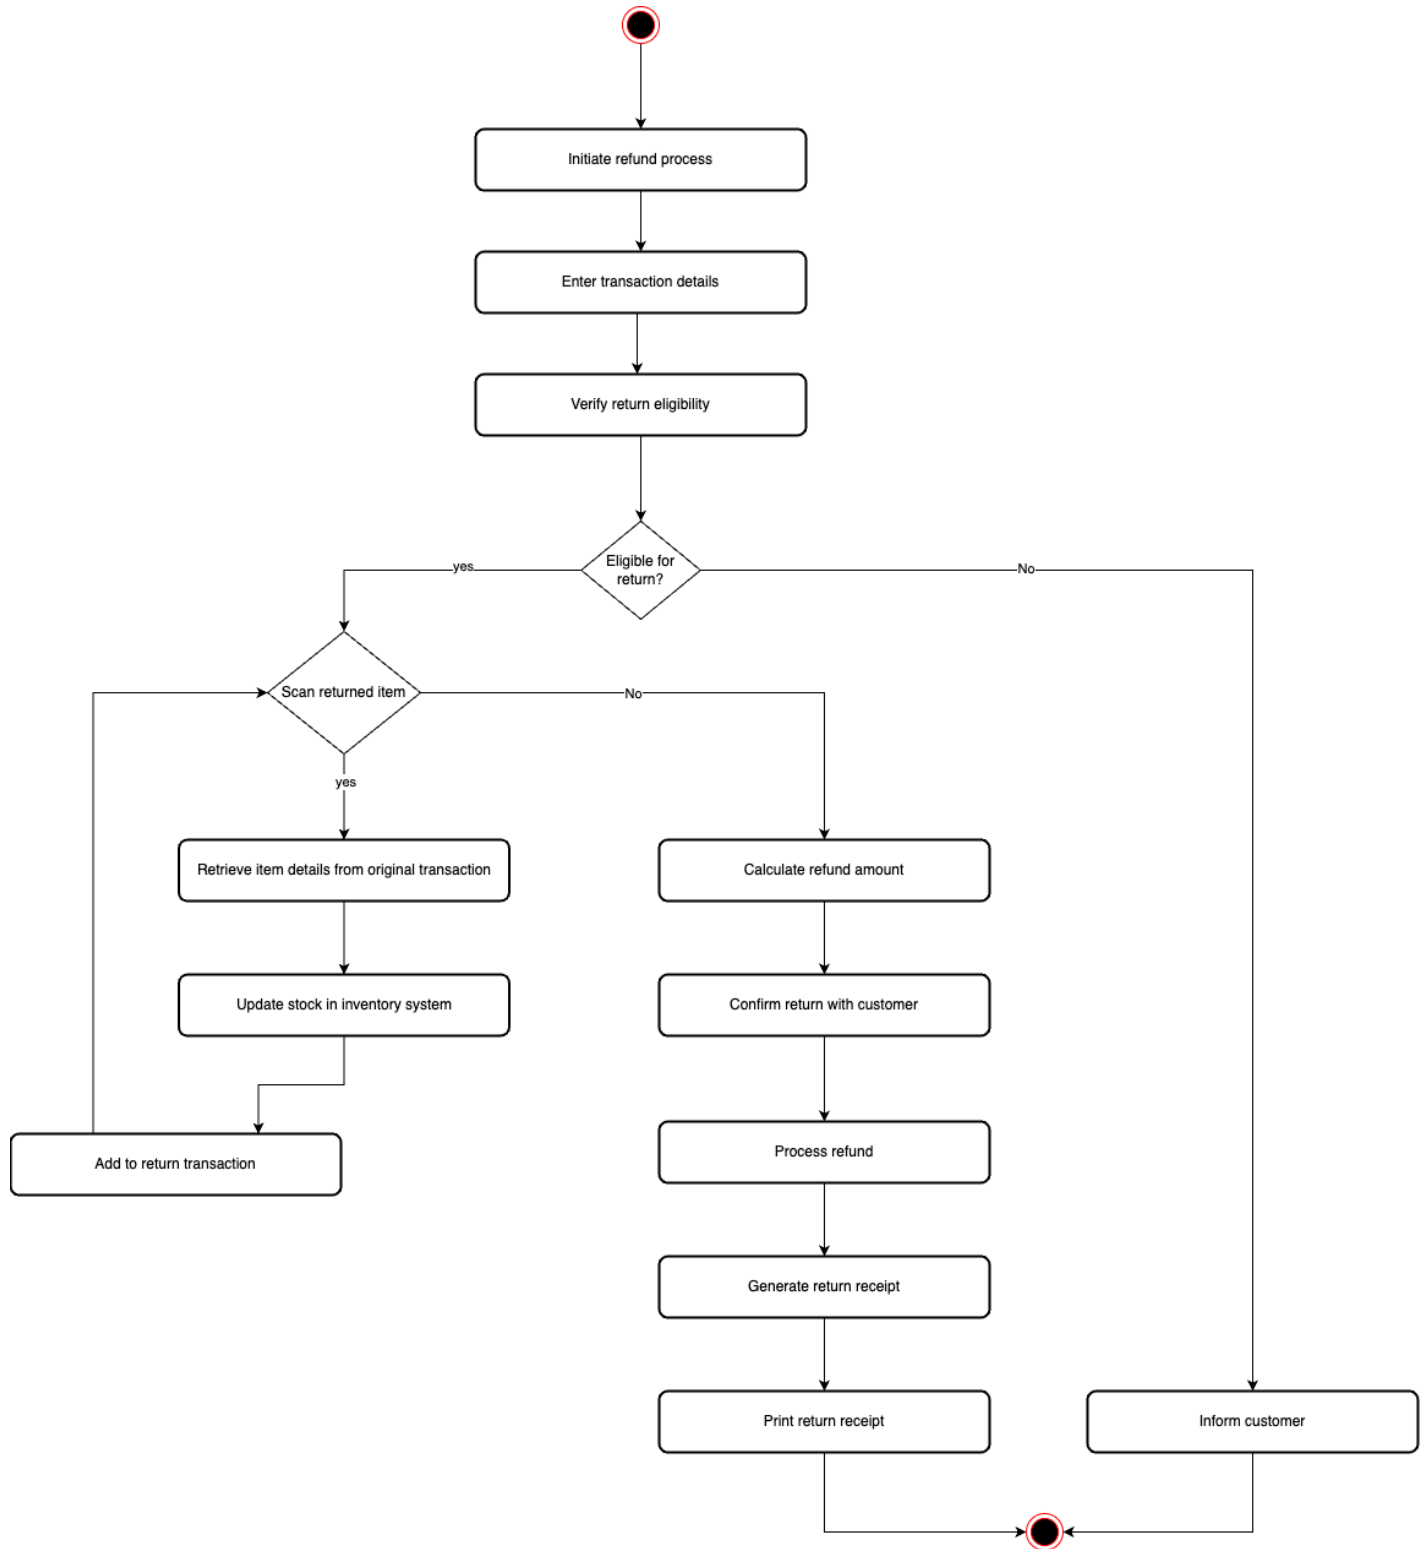 Initiate refund process
Enter transaction details
Verify return eligibility
Eligible for
return?
yes
No
Scan returned item
No
yes
Retrieve item details from original transaction
Calculate refund amount
Update stock in inventory system
Confirm return with customer
Add to return transaction
Process refund
Generate return receipt
Print return receipt
Inform customer